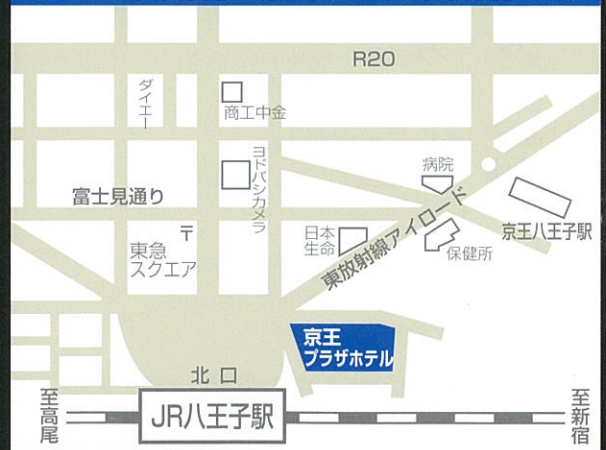 R20
ダイエー
商工中金
ヨドバシカメラ
富士見通り
〒
東急
スクエア
日本
生命
病院
東放射線アイロード
保健所
京王八王子駅
京王
プラザホテル
北口
JR八王子駅
至高尾
至新宿